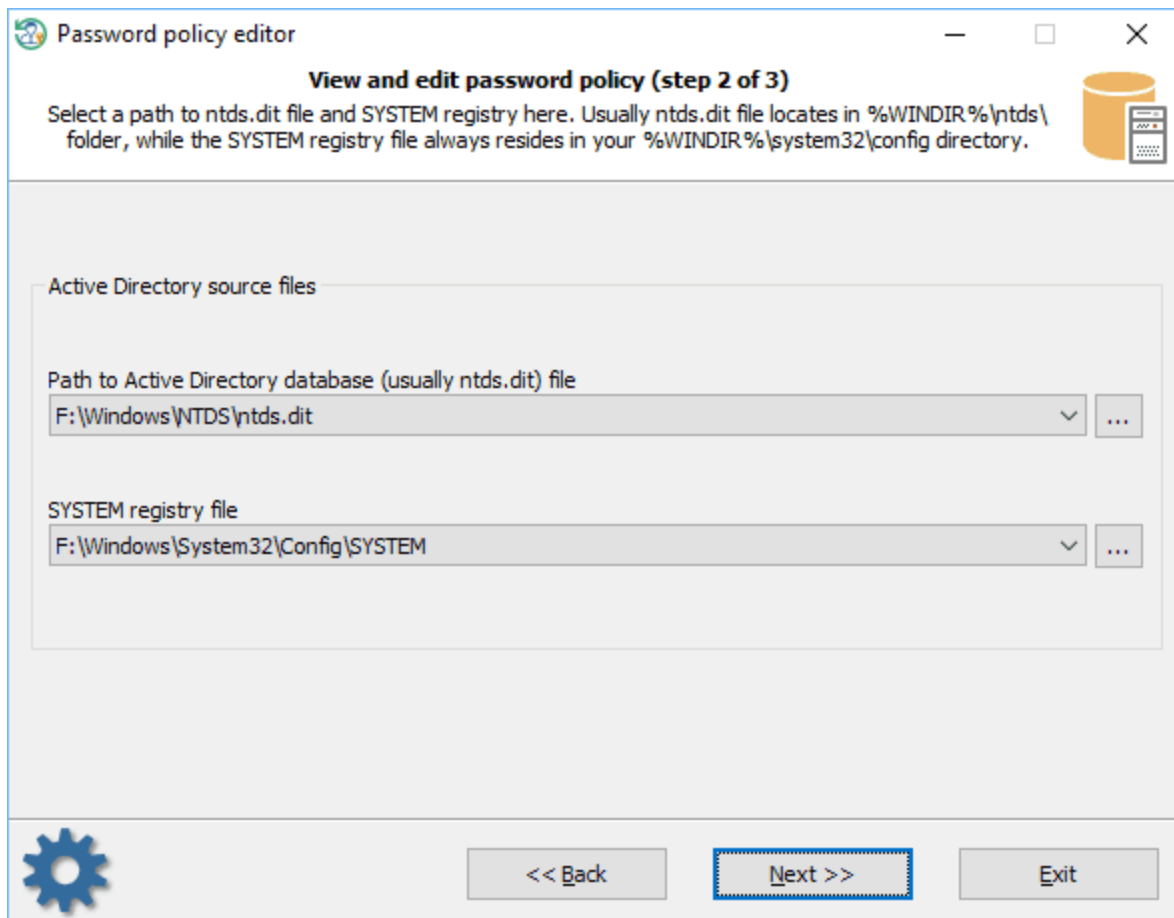 Password policy editor
View and edit password policy (step 2 of 3)
Select a path to ntds.dit file and SYSTEM registry here. Usually ntds.dit file locates in %WINDIR%\ntds\
folder, while the SYSTEM registry file always resides in your %WINDIR%\system32\config directory.
Active Directory source files
Path to Active Directory database (usually ntds.dit) file
F:\Windows\NTDS\ntds.dit
...
SYSTEM registry file
F:\Windows\System32\Config\SYSTEM
...
<< Back
Next >>
Exit